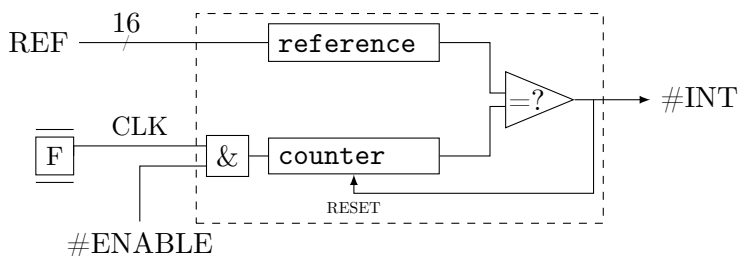 16
REF
reference
=?
#INT
CLK
F
&
counter
RESET
#ENABLE